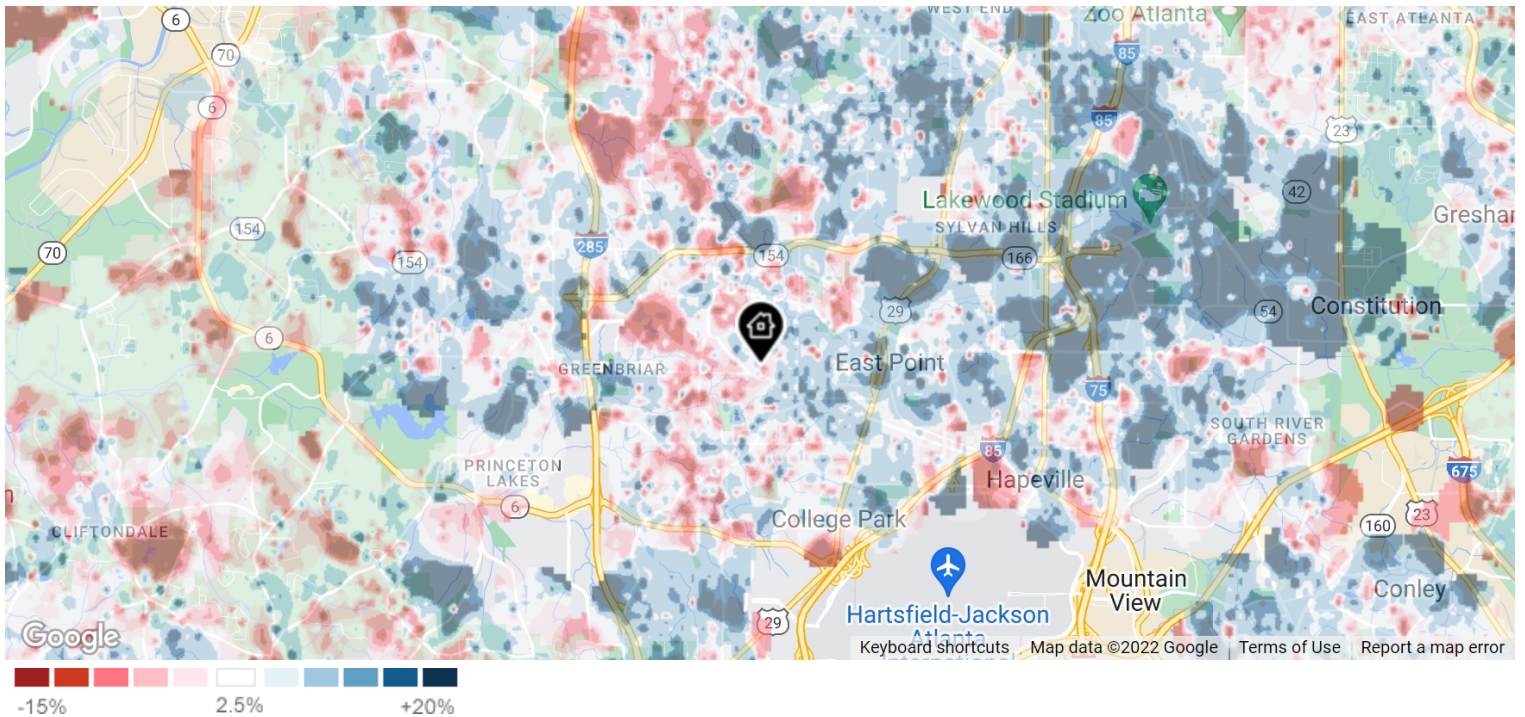 WEST END
Zoo Atlanta
EAST ATLANTA
6
70
85
6
23
85
42
Lakewood Stadium
Gresham
154
SYLVAN HILLS
285
154
166
70
154
54
Constitution
29
6
East Point
GREENBRIAR
75
SOUTH RIVER
GARDENS
85
PRINCETON
LAKES
Hapeville
675
6
College Park
23
160
CLIFTONDALE
Mountain
View
Conley
Hartsfield-Jackson
Atlanta
International
29
Google
Keyboard shortcuts
Map data ©2022 Google
Terms of Use
Report a map error
-15%
2.5%
+20%